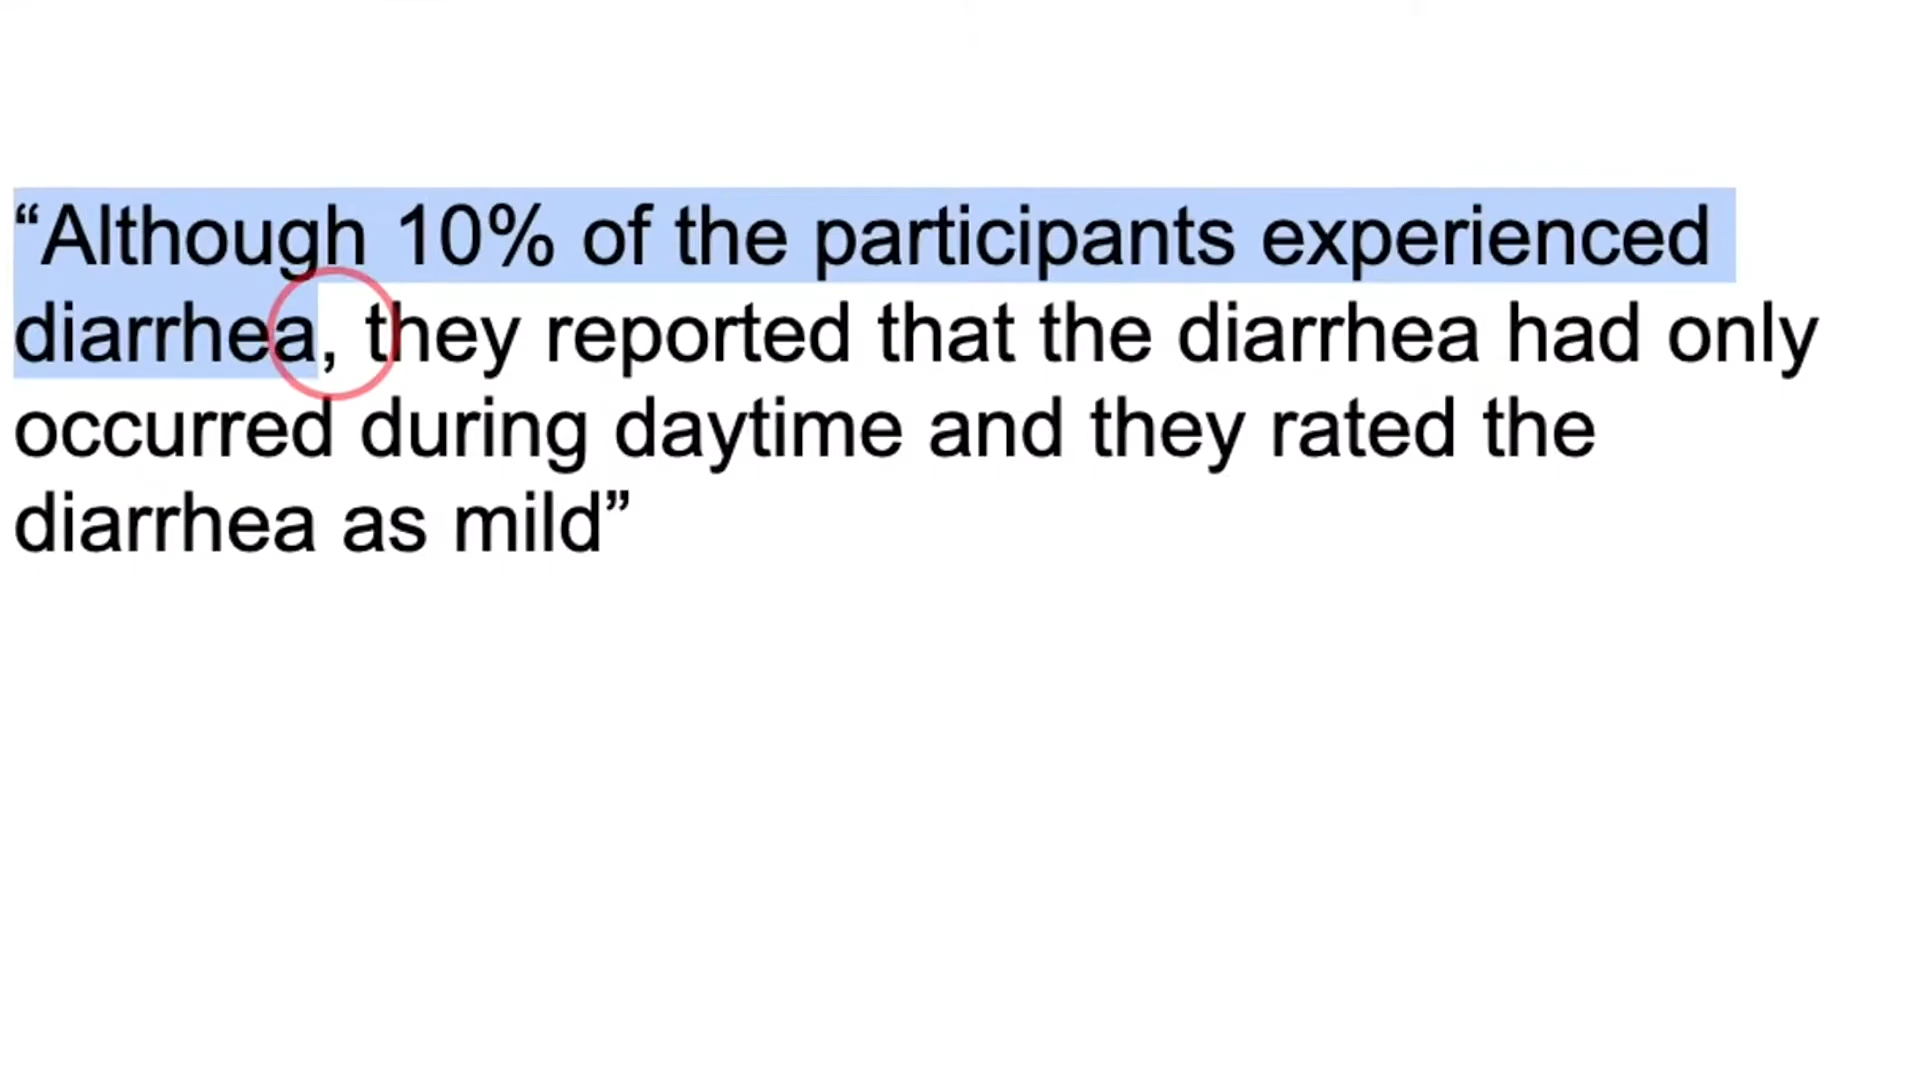 “Although 10% of the participants experienced
diarrhea, they reported that the diarrhea had only
occurred during daytime and they rated the
diarrhea as mild”